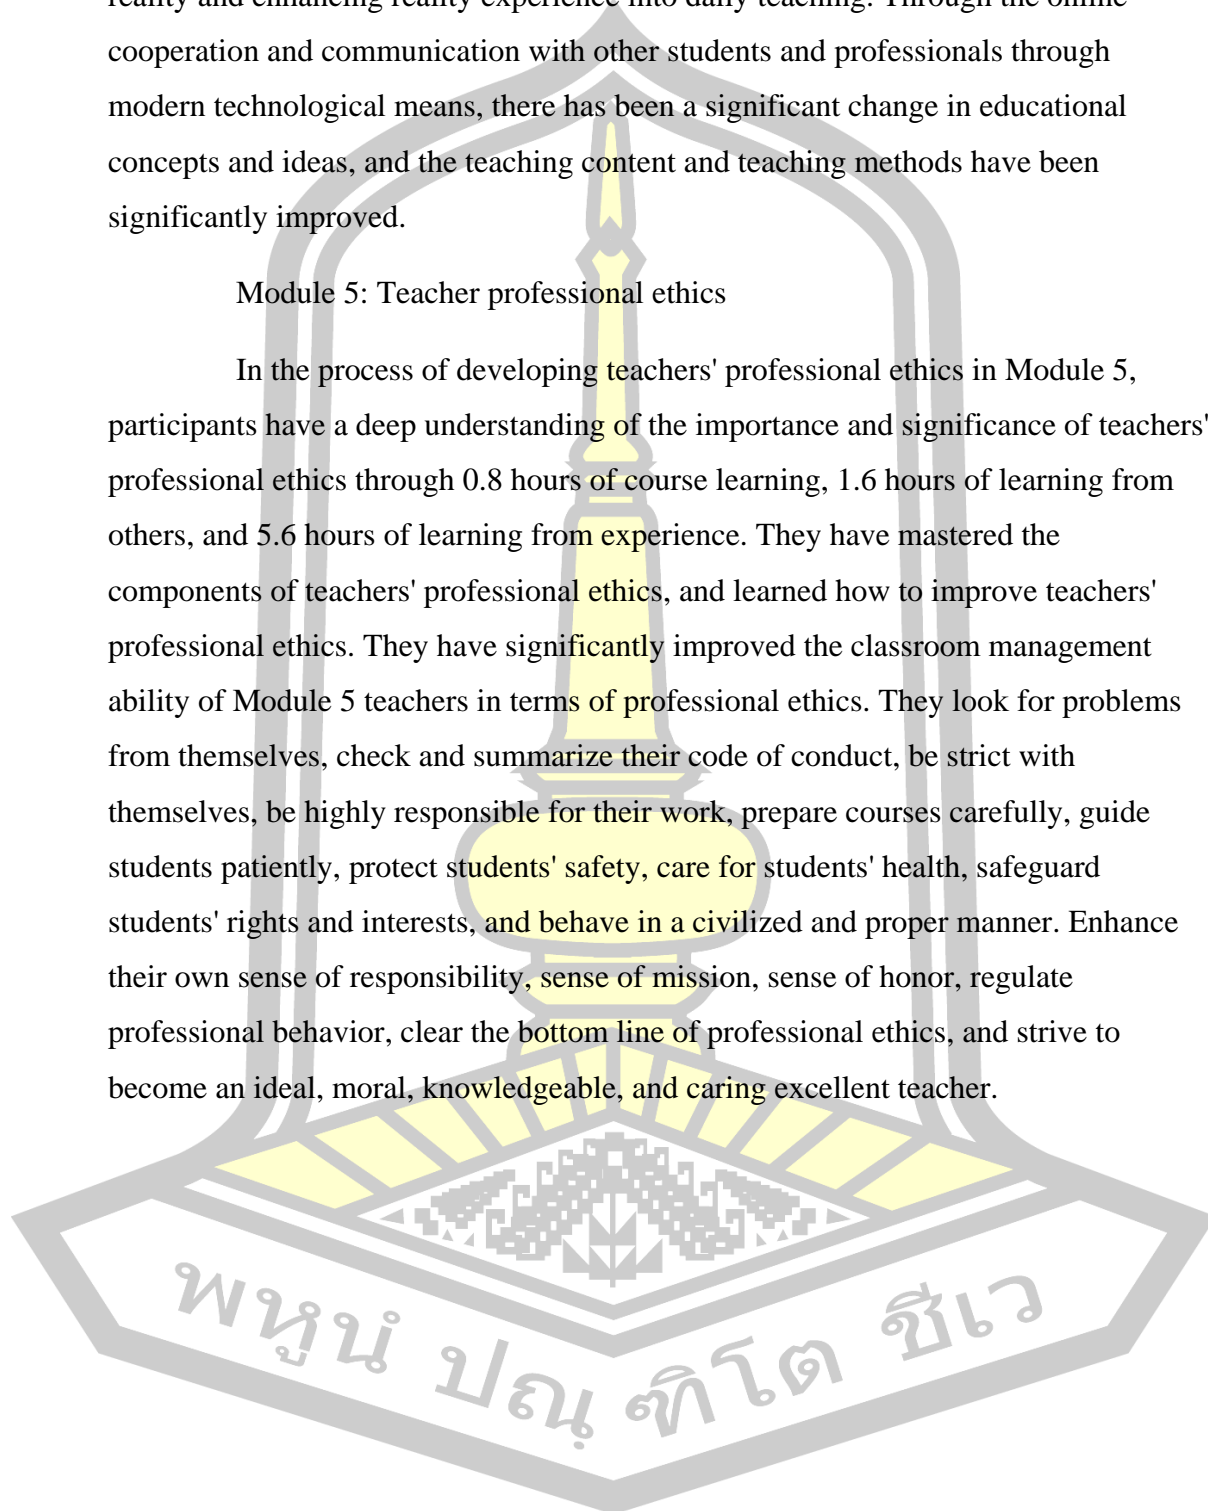 reality and enhancing reality experience into daily teaching. Through the online
cooperation and communication with other students and professionals through
modern technological means, there has been a significant change in educational
concepts and ideas, and the teaching content and teaching methods have been
significantly improved.
Module 5: Teacher professional ethics
In the process of developing teachers' professional ethics in Module 5,
participants have a deep understanding of the importance and significance of teachers'
professional ethics through 0.8 hours of course learning, 1.6 hours of learning from
others, and 5.6 hours of learning from experience. They have mastered the
components of teachers' professional ethics, and learned how to improve teachers'
professional ethics. They have significantly improved the classroom management
ability of Module 5 teachers in terms of professional ethics. They look for problems
from themselves, check and summarize their code of conduct, be strict with
themselves, be highly responsible for their work, prepare courses carefully, guide
students patiently, protect students' safety, care for students' health, safeguard
students' rights and interests, and behave in a civilized and proper manner. Enhance
their own sense of responsibility, sense of mission, sense of honor, regulate
professional behavior, clear the bottom line of professional ethics, and strive to
become an ideal, moral, knowledgeable, and caring excellent teacher.
พหูนํ ปณฺฑิโต ชีเว